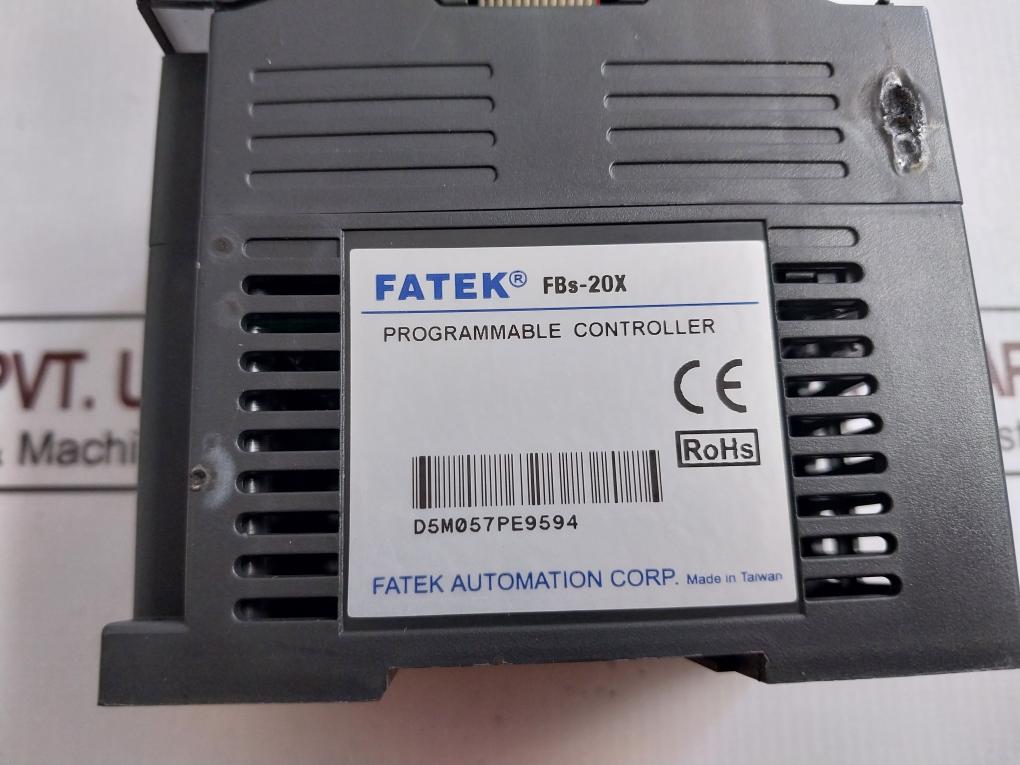 FATEK® FBs-20X
PROGRAMMABLE CONTROLLER
CE
RoHs
D5M057PE9594
FATEK AUTOMATION CORP. Made in Taiwan
PVT.
& Machi